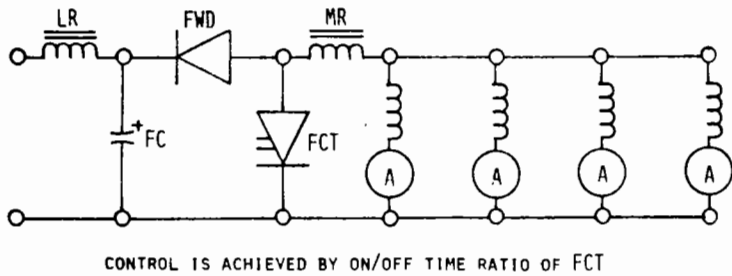 LR
FWD
MR
+
FC
FCT
A
A
A
A
CONTROL IS ACHIEVED BY ON/OFF TIME RATIO OF FCT